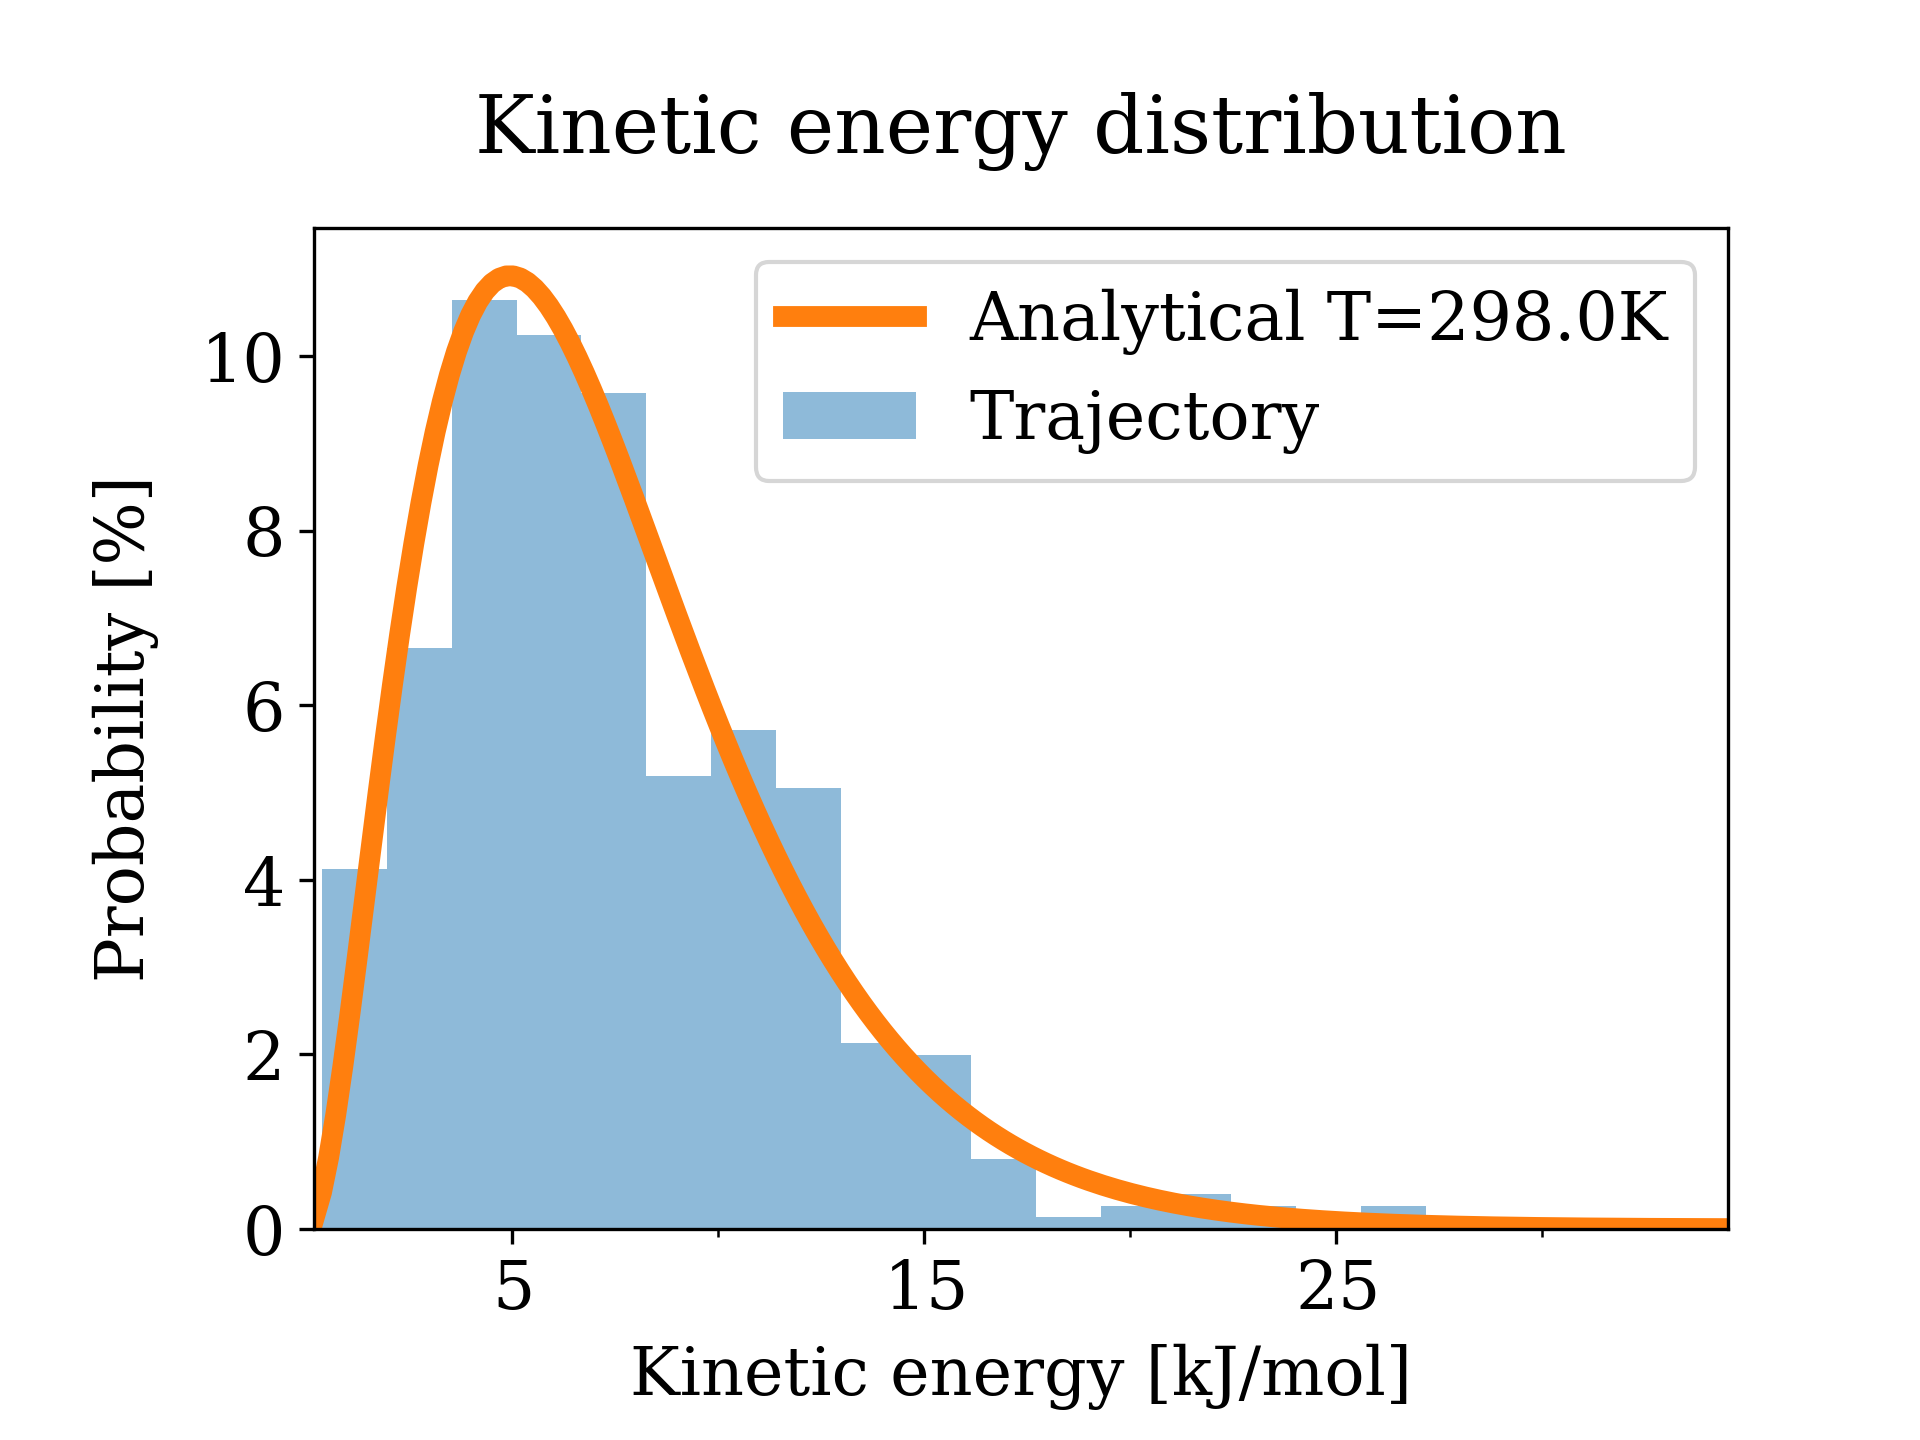 Kinetic energy distribution
Analytical T=298.0K
Trajectory
Probability [%]
10
8
6
4
2
0
5 15 25
Kinetic energy [kJ/mol]